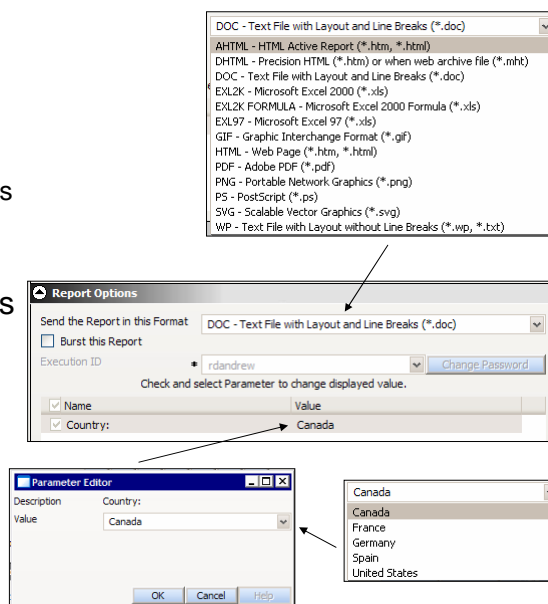 DOC - Text File with Layout and Line Breaks (*.doc)
AHTML - HTML Active Report (*.htm, *.html)
DHTML - Precision HTML (*.htm) or when web archive file (*.mht)
DOC - Text File with Layout and Line Breaks (*.doc)
EXL2K - Microsoft Excel 2000 (*.xls)
EXL2K FORMULA - Microsoft Excel 2000 Formula (*.xls)
EXL97 - Microsoft Excel 97 (*.xls)
GIF - Graphic Interchange Format (*.gif)
HTML - Web Page (*.htm, *.html)
PDF - Adobe PDF (*.pdf)
PNG - Portable Network Graphics (*.png)
PS - PostScript (*.ps)
SVG - Scalable Vector Graphics (*.svg)
WP - Text File with Layout without Line Breaks (*.wp, *.txt)
s
s
Report Options
Send the Report in this Format DOC - Text File with Layout and Line Breaks (*.doc)
Burst this Report
Execution ID * rdandrew Change Password
Check and select Parameter to change displayed value.
Name Value
Country: Canada
Parameter Editor
Description Country:
Value Canada
OK Cancel Help
Canada
Canada
France
Germany
Spain
United States